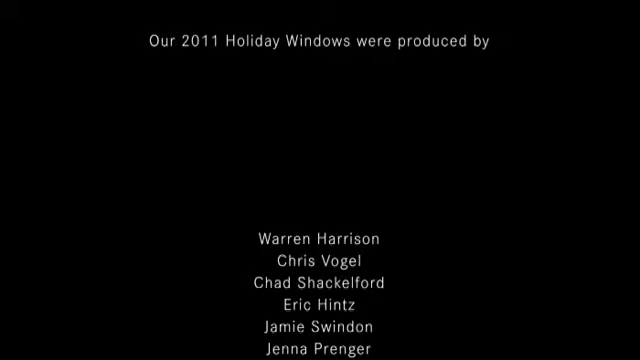 Our 2011 Holiday Windows were produced by
Warren Harrison
Chris Vogel
Chad Shackelford
Eric Hintz
Jamie Swindon
Jenna Prenger